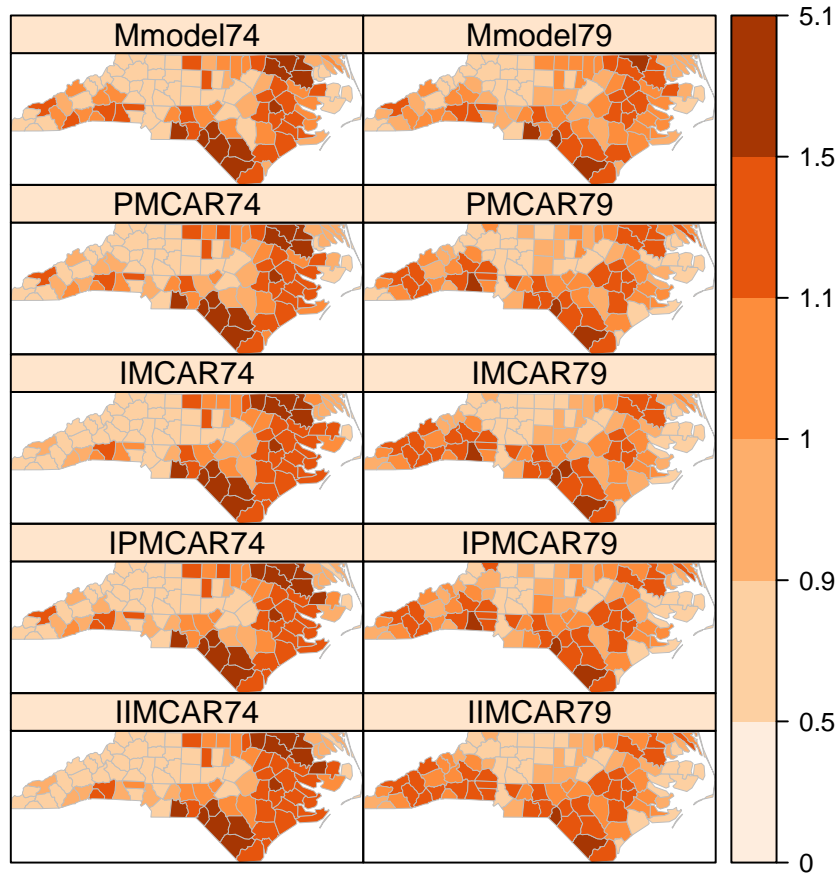 Mmodel74 Mmodel79
PMCAR74 PMCAR79
IMCAR74 IMCAR79
IPMCAR74 IPMCAR79
IIMCAR74 IIMCAR79
5.1
1.5
1.1
1
0.9
0.5
0